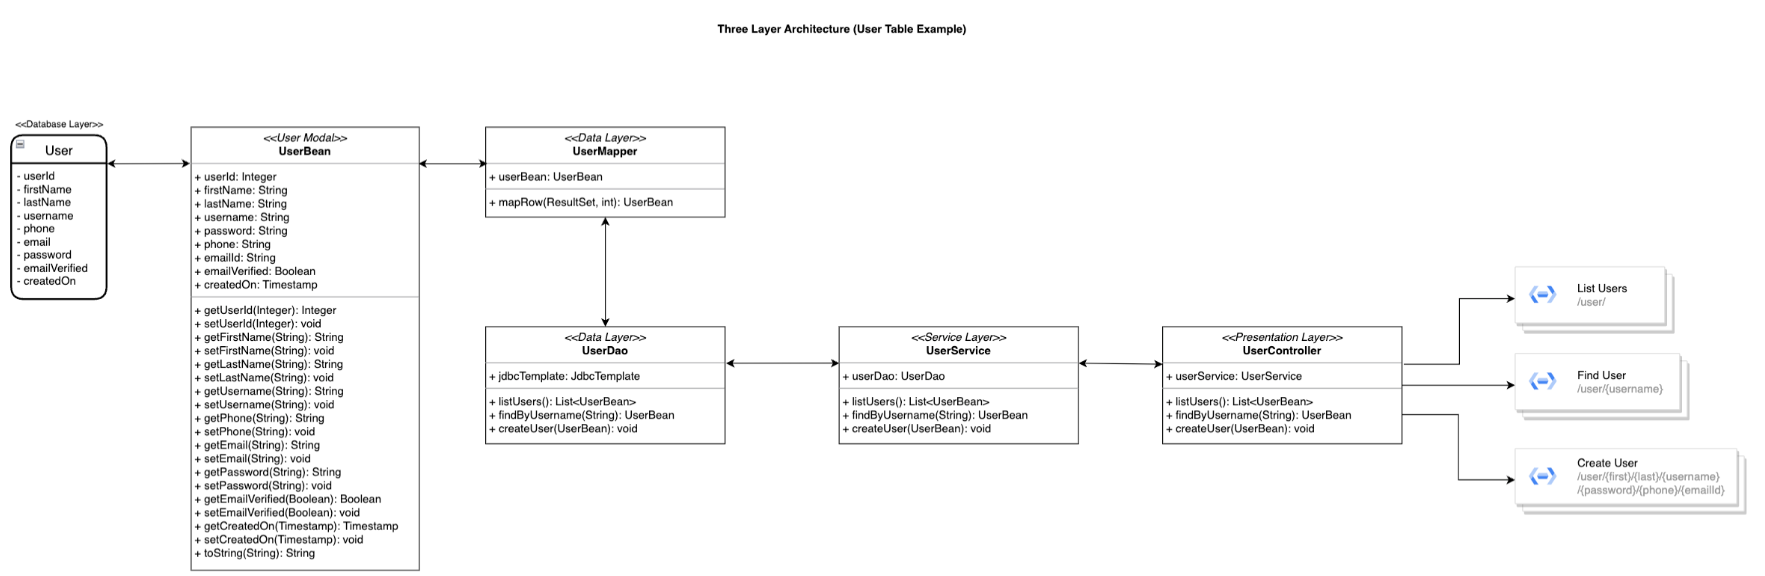 Three Layer Architecture (User Table Example)
<<Database Layer>>
User
- userId
- firstName
- lastName
- username
- phone
- email
- password
- emailVerified
- createdOn
<<User Modal>>
UserBean
+ userId: Integer
+ firstName: String
+ lastName: String
+ username: String
+ password: String
+ phone: String
+ emailId: String
+ emailVerified: Boolean
+ createdOn: Timestamp
+ getUserId(Integer): Integer
+ setUserId(Integer): void
+ getFirstName(String): String
+ setFirstName(String): void
+ getLastName(String): String
+ setLastName(String): void
+ getUsername(String): String
+ setUsername(String): void
+ getPhone(String): String
+ setPhone(String): void
+ getEmail(String): String
+ setEmail(String): void
+ getPassword(String): String
+ setPassword(String): void
+ getEmailVerified(Boolean): Boolean
+ setEmailVerified(Boolean): void
+ getCreatedOn(Timestamp): Timestamp
+ setCreatedOn(Timestamp): void
+ toString(String): String
<<Data Layer>>
UserMapper
+ userBean: UserBean
+ mapRow(ResultSet, int): UserBean
<<Data Layer>>
UserDao
+ jdbcTemplate: JdbcTemplate
+ listUsers(): List<UserBean>
+ findByUsername(String): UserBean
+ createUser(UserBean): void
<<Service Layer>>
UserService
+ userDao: UserDao
+ listUsers(): List<UserBean>
+ findByUsername(String): UserBean
+ createUser(UserBean): void
<<Presentation Layer>>
UserController
+ userService: UserService
+ listUsers(): List<UserBean>
+ findByUsername(String): UserBean
+ createUser(UserBean): void
List Users
/user/
Find User
/user/{username}
Create User
/user/{first}/{last}/{username}
/{password}/{phone}/{emailId}